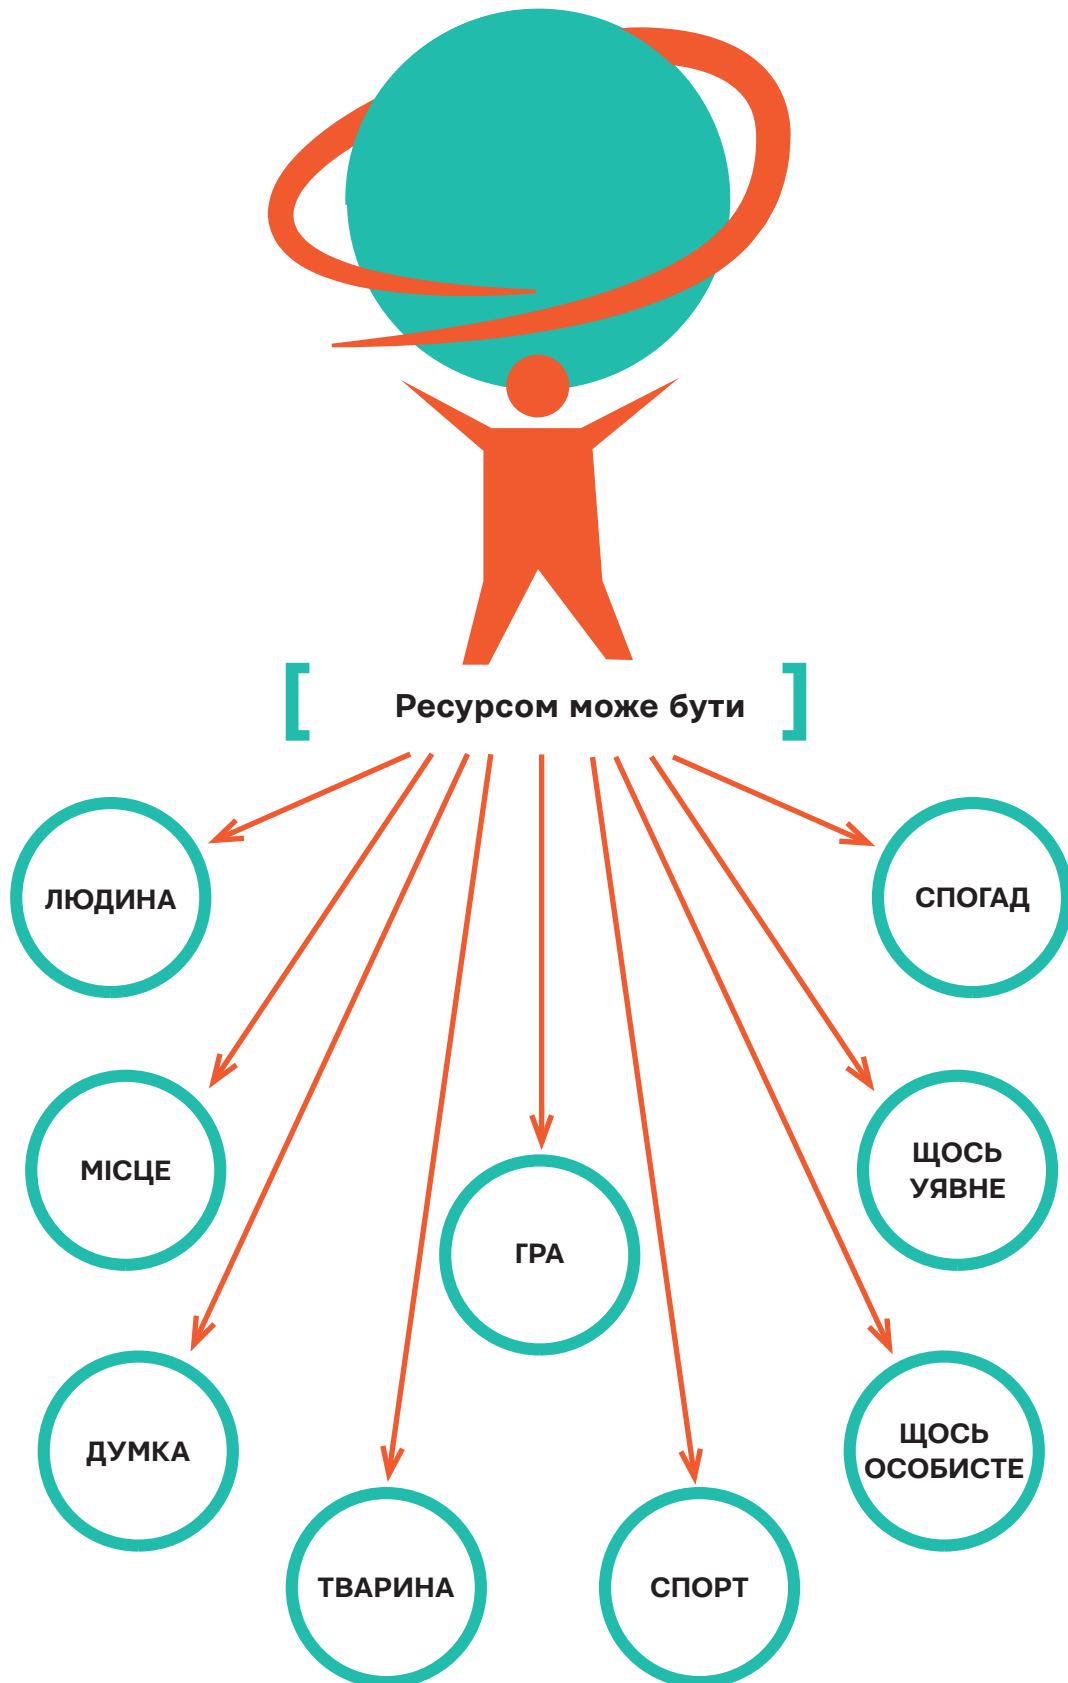 [ Ресурсом може бути ]
ЛЮДИНА
СПОГАД
МІСЦЕ
ЩОСЬ
УЯВНЕ
ГРА
ДУМКА
ЩОСЬ
ОСОБИСТЕ
ТВАРИНА
СПОРТ